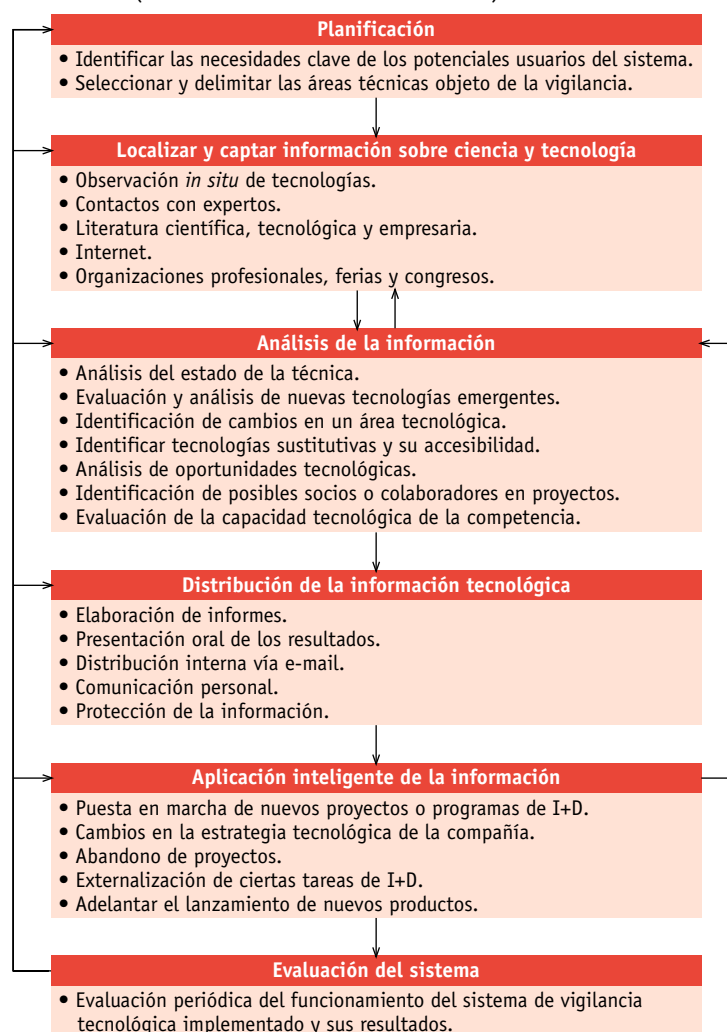 Planificación
• Identificar las necesidades clave de los potenciales usuarios del sistema.
• Seleccionar y delimitar las áreas técnicas objeto de la vigilancia.
Localizar y captar información sobre ciencia y tecnología
• Observación in situ de tecnologías.
• Contactos con expertos.
• Literatura científica, tecnológica y empresaria.
• Internet.
• Organizaciones profesionales, ferias y congresos.
Análisis de la información
• Análisis del estado de la técnica.
• Evaluación y análisis de nuevas tecnologías emergentes.
• Identificación de cambios en un área tecnológica.
• Identificar tecnologías sustitutivas y su accesibilidad.
• Análisis de oportunidades tecnológicas.
• Identificación de posibles socios o colaboradores en proyectos.
• Evaluación de la capacidad tecnológica de la competencia.
Distribución de la información tecnológica
• Elaboración de informes.
• Presentación oral de los resultados.
• Distribución interna vía e-mail.
• Comunicación personal.
• Protección de la información.
Aplicación inteligente de la información
• Puesta en marcha de nuevos proyectos o programas de I+D.
• Cambios en la estrategia tecnológica de la compañía.
• Abandono de proyectos.
• Externalización de ciertas tareas de I+D.
• Adelantar el lanzamiento de nuevos productos.
Evaluación del sistema
• Evaluación periódica del funcionamiento del sistema de vigilancia
tecnológica implementado y sus resultados.